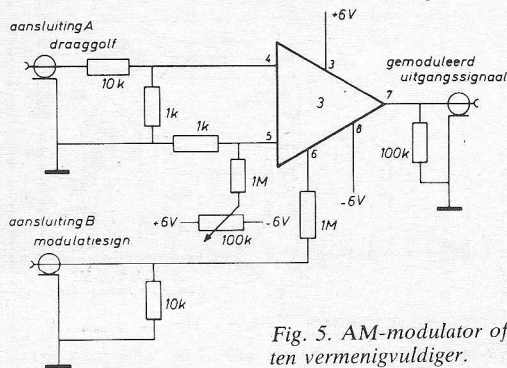 aansluiting A
draaggolf
10k
1k
1k
4
5
+6V
3
3
7
8
6
-6V
gemoduleerd
uitgangssignaal
100k
1M
+6V
-6V
100k
1M
aansluiting B
modulatiesign
10k
Fig. 5. AM-modulator of
ten vermenigvuldiger.